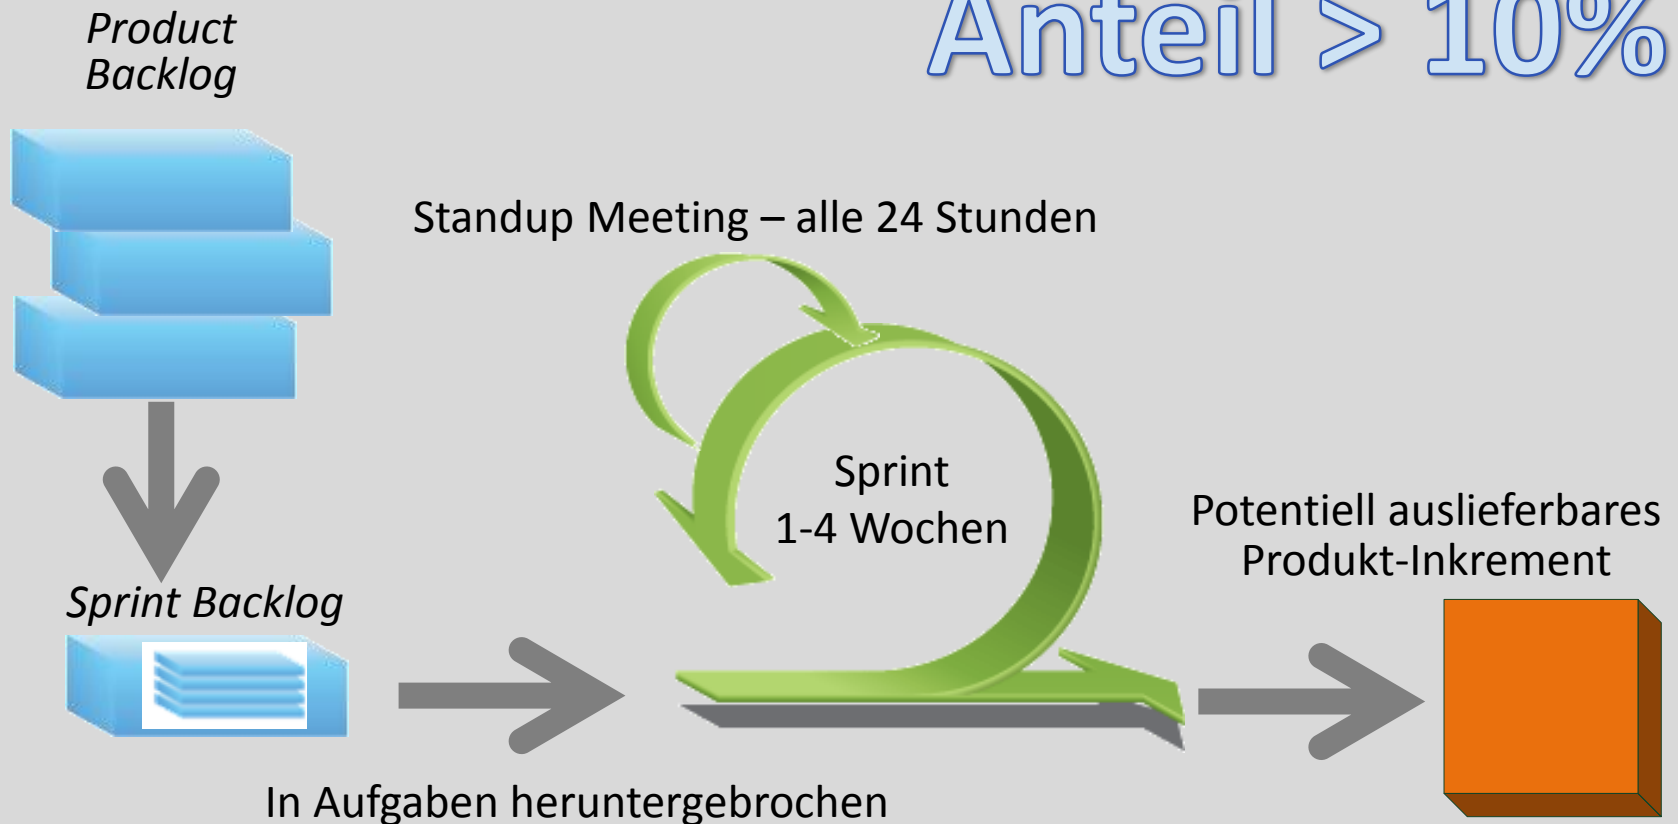 Anteil > 10%
Product
Backlog
Standup Meeting – alle 24 Stunden
Sprint
1-4 Wochen
Potentiell auslieferbares
Produkt-Inkrement
Sprint Backlog
In Aufgaben heruntergebrochen